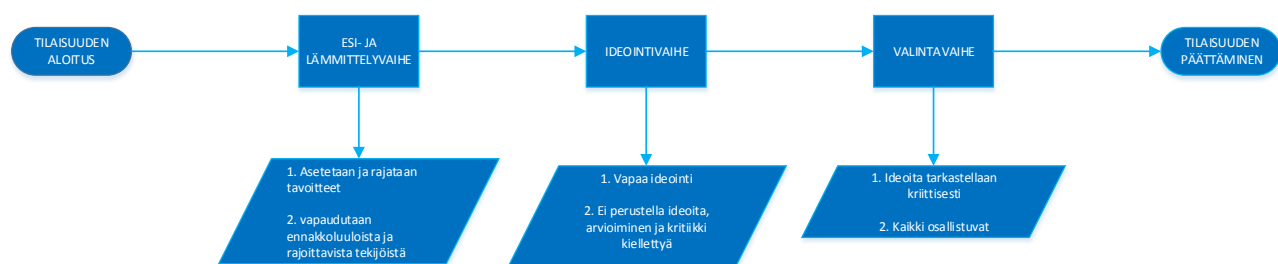 TILAISUUDEN
ALOITUS
ESI- JA
LÄMMITTELYVAIHE
IDEOINTIVAIHE
VALINTAVAIHE
TILAISUUDEN
PÄÄTTÄMINEN
1. Asetetaan ja rajataan
tavoitteet
2. vapaudutaan
ennakkoluuloista ja
rajoittavista tekijöistä
1. Vapaa ideointi
2. Ei perustella ideoita,
arvioiminen ja kritiikki
kiellettyä
1. Ideoita tarkastellaan
kriittisesti
2. Kaikki osallistuvat